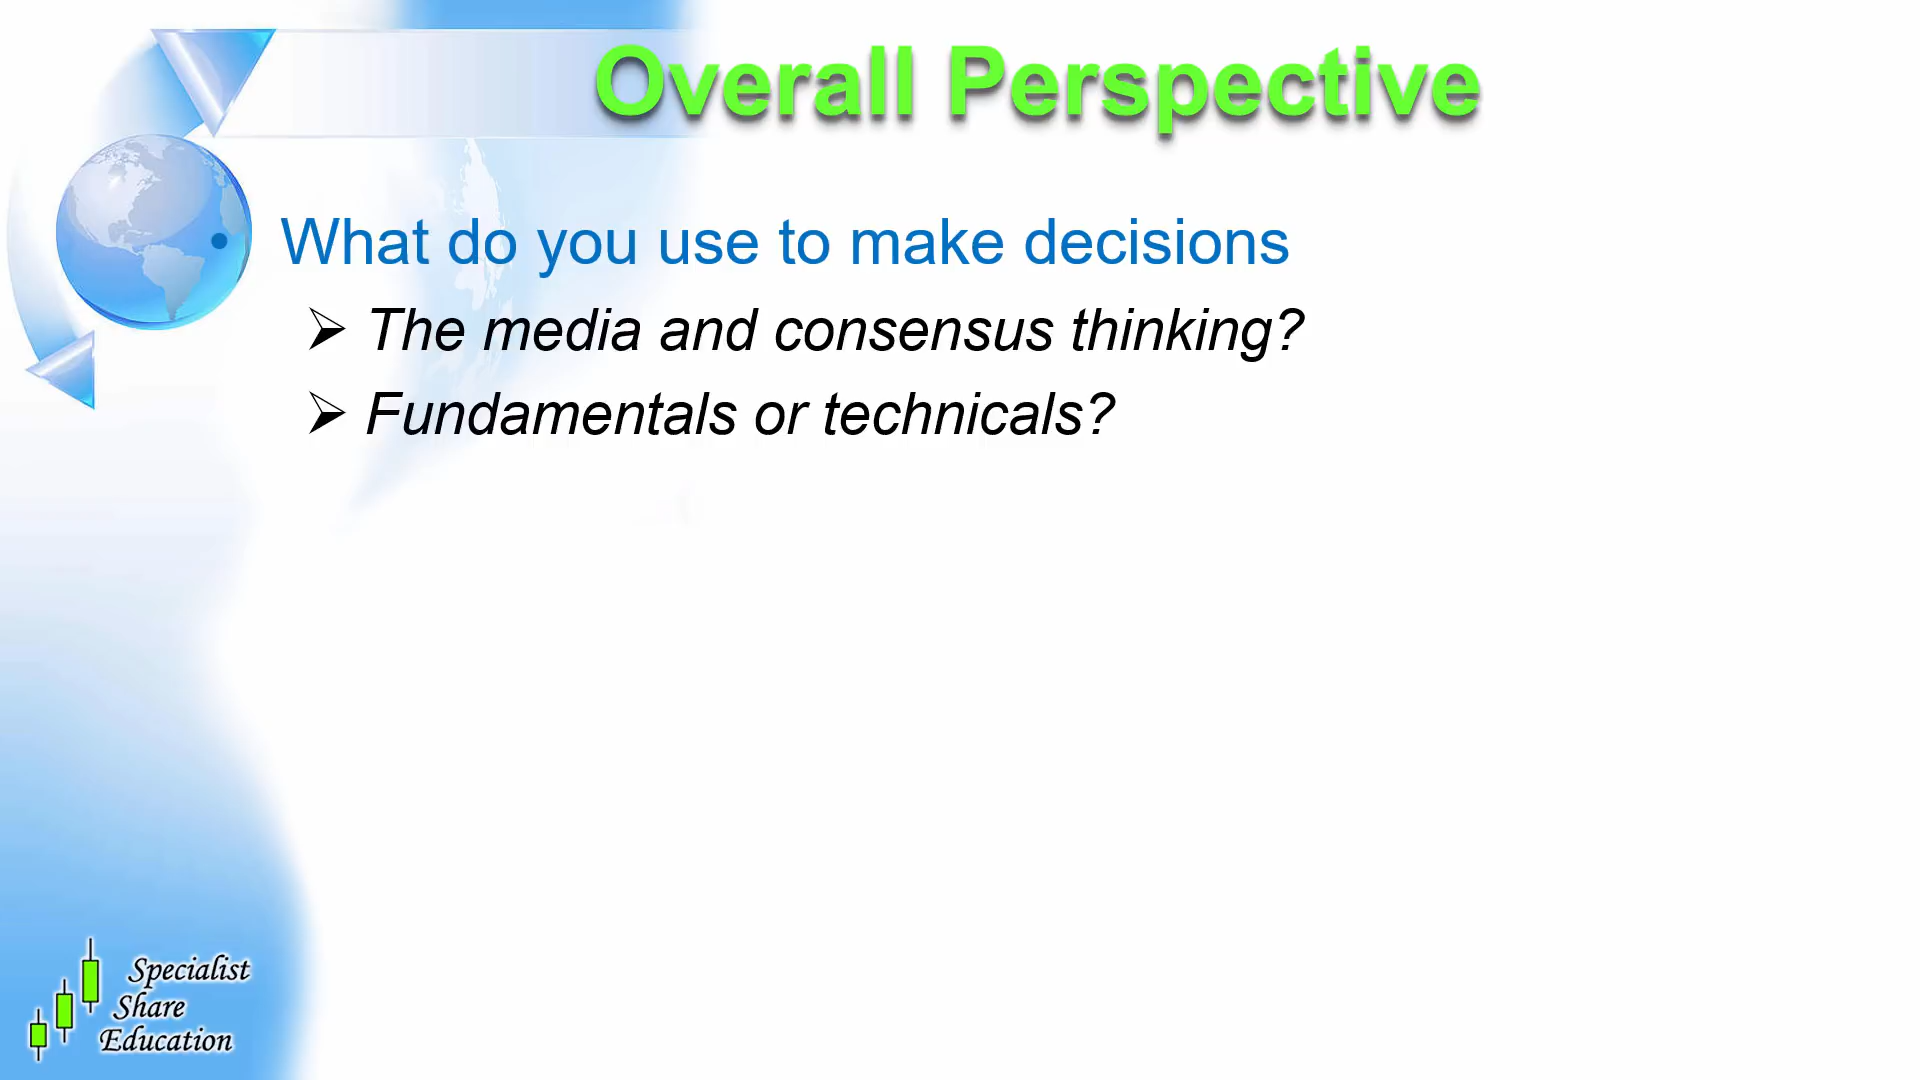 Overall Perspective
• What do you use to make decisions
➢ The media and consensus thinking?
➢ Fundamentals or technicals?
Specialist
Share
Education